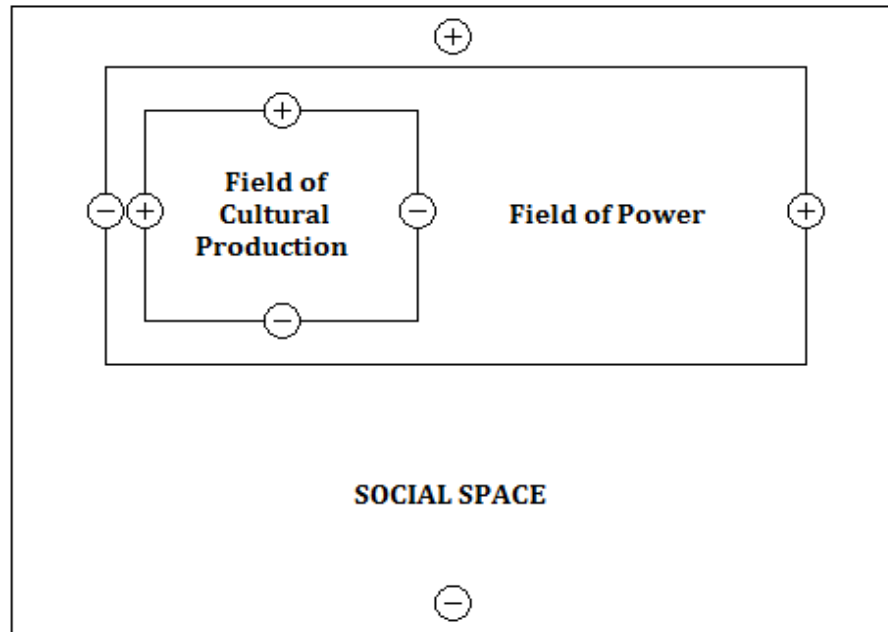 +
+
Field of
Cultural
Production
− + − Field of Power +
−
SOCIAL SPACE
−